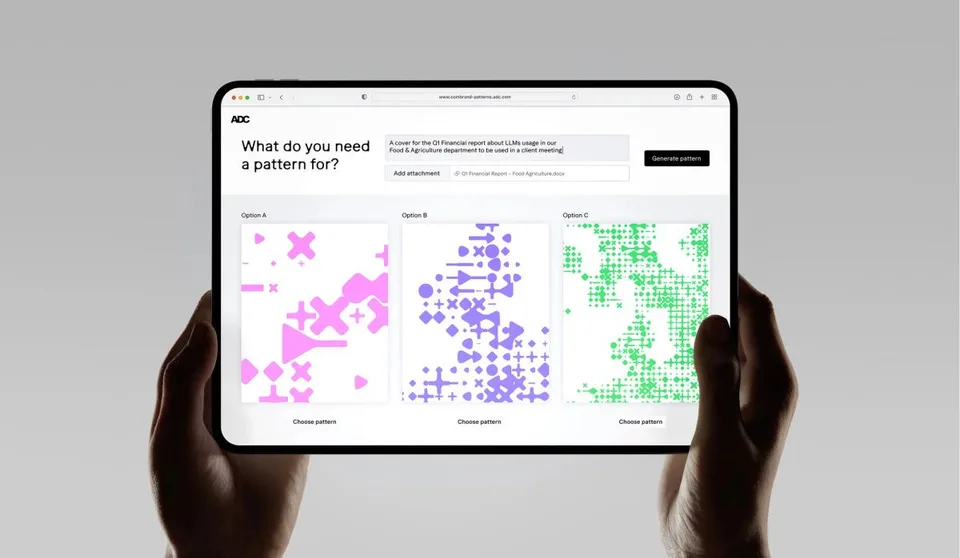 www.combrand-patterns.adc.com
ADC
What do you need
a pattern for?
A cover for the Q1 Financial report about LLMs usage in our
Food & Agriculture department to be used in a client meeting
Generate pattern
Add attachment
Q1 Financial Report - Food Agriculture.docx
Option A
Option B
Option C
Choose pattern
Choose pattern
Choose pattern